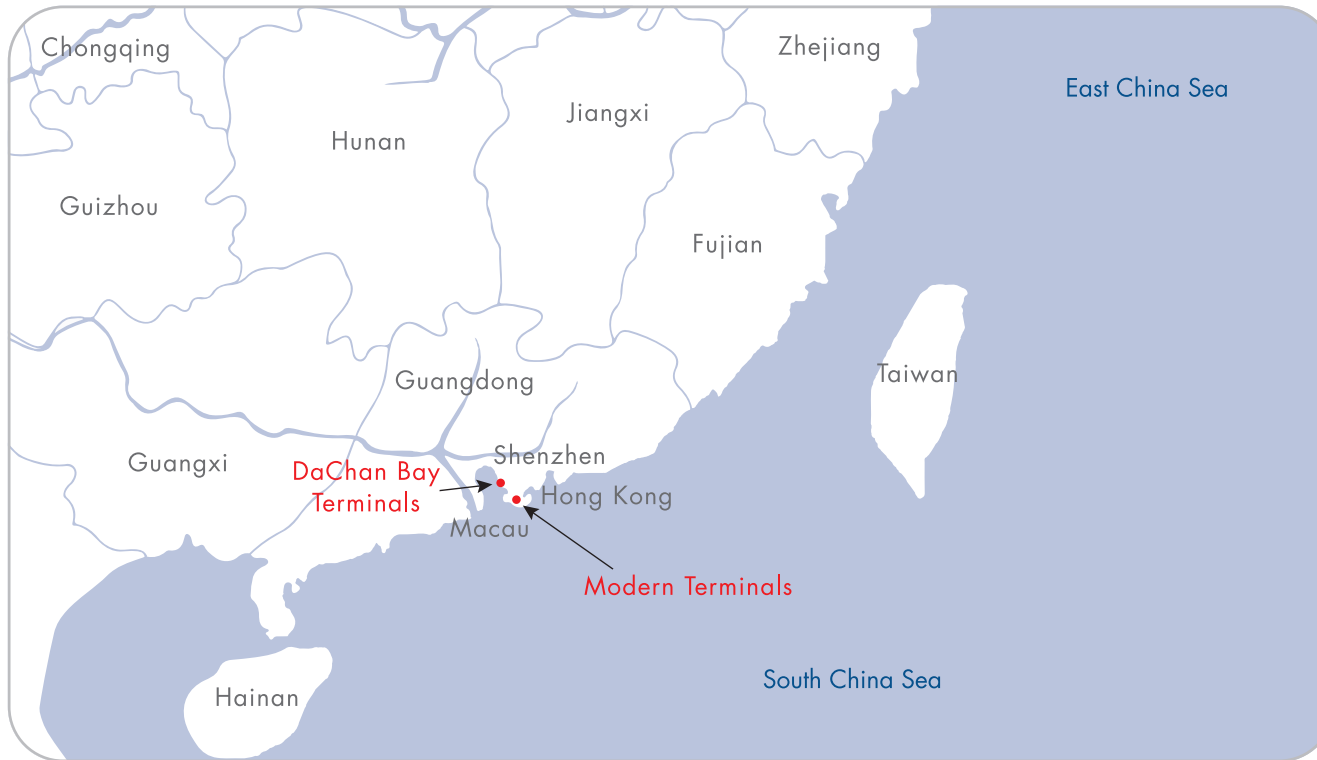 Chongqing
Zhejiang
East China Sea
Jiangxi
Hunan
Guizhou
Fujian
Taiwan
Guangdong
Shenzhen
Guangxi
DaChan Bay
Terminals
Hong Kong
Macau
Modern Terminals
South China Sea
Hainan